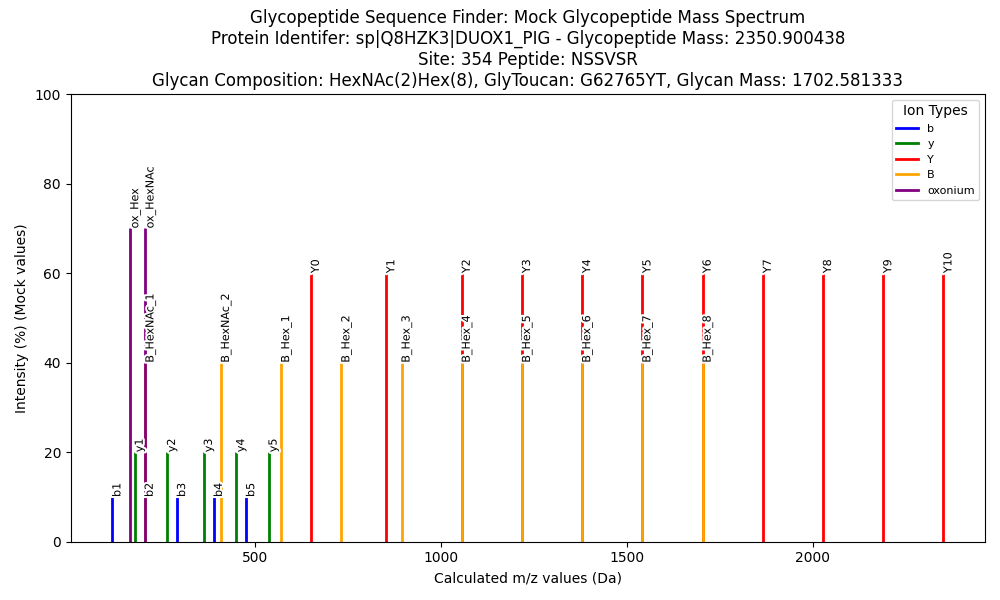 Glycopeptide Sequence Finder: Mock Glycopeptide Mass Spectrum
Protein Identifer: sp|Q8HZK3|DUOX1_PIG - Glycopeptide Mass: 2350.900438
Site: 354 Peptide: NSSVSR
Glycan Composition: HexNAc(2)Hex(8), GlyToucan: G62765YT, Glycan Mass: 1702.581333
100
80
60
40
20
0
Intensity (%) (Mock values)
Ion Types
b
y
Y
B
oxonium
ox_Hex
ox_HexNAc
Y0
Y1
Y2
Y3
Y4
Y5
Y6
Y7
Y8
Y9
Y10
B_HexNAc_1
B_HexNAc_2
B_Hex_1
B_Hex_2
B_Hex_3
B_Hex_4
B_Hex_5
B_Hex_6
B_Hex_7
B_Hex_8
y1
y2
y3
y4
y5
b1
b2
b3
b4
b5
500
1000
1500
2000
Calculated m/z values (Da)